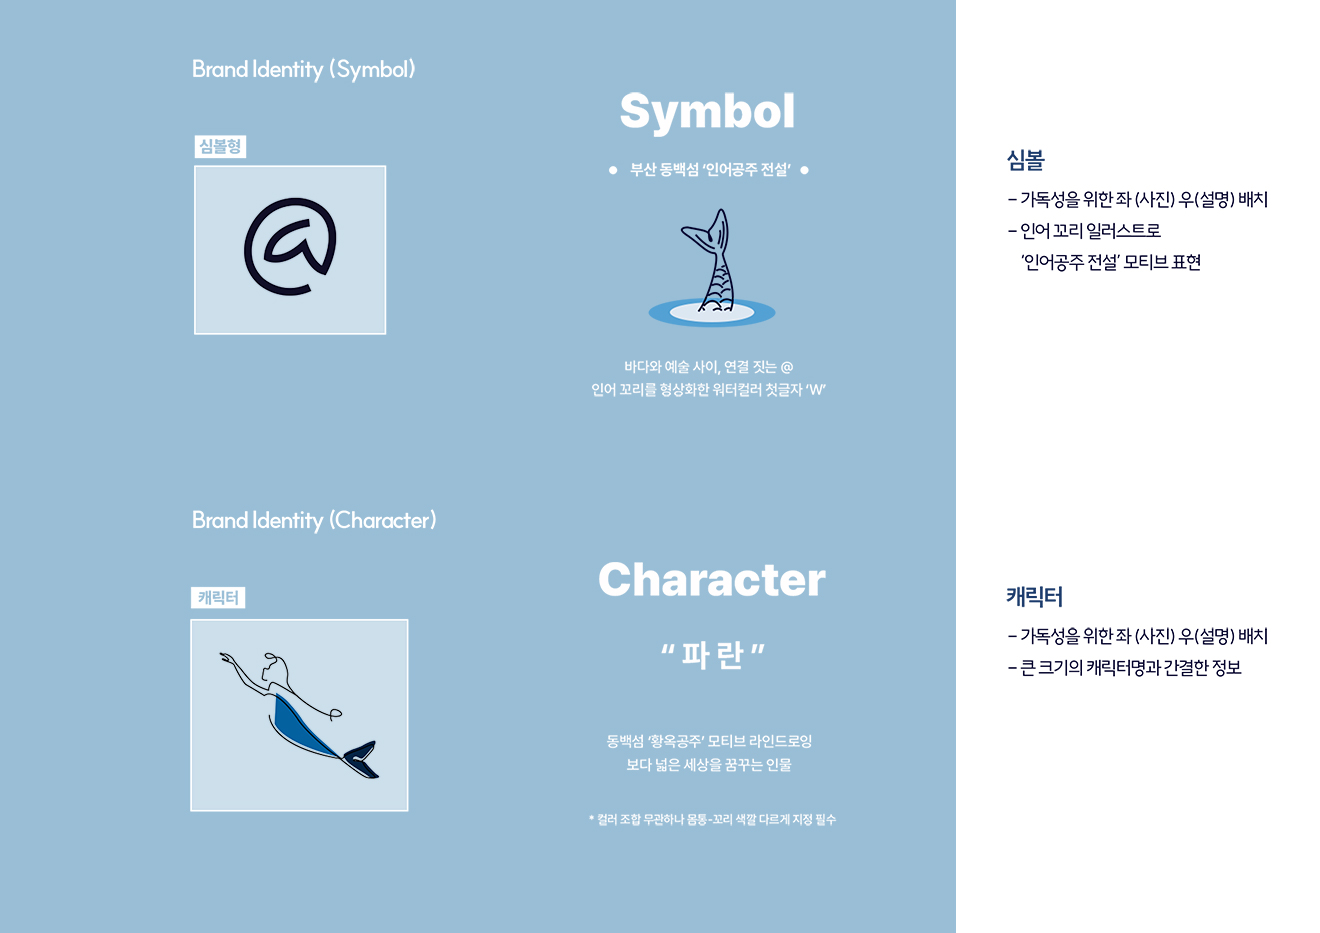 Brand Identity (Symbol)
심볼형
Symbol
● 부산 동백섬 ‘인어공주 전설’ ●
바다와 예술 사이, 연결 짓는 @
인어 꼬리를 형상화한 워터컬러 첫글자 ‘W’
심볼
- 가독성을 위한 좌 (사진) 우(설명) 배치
- 인어 꼬리 일러스트로
‘인어공주 전설’ 모티브 표현
Brand Identity (Character)
캐릭터
Character
“ 파 란 ”
동백섬 ‘황옥공주’ 모티브 라인드로잉
보다 넓은 세상을 꿈꾸는 인물
* 컬러 조합 무관하나 몸통-꼬리 색깔 다르게 지정 필수
캐릭터
- 가독성을 위한 좌 (사진) 우(설명) 배치
- 큰 크기의 캐릭터명과 간결한 정보